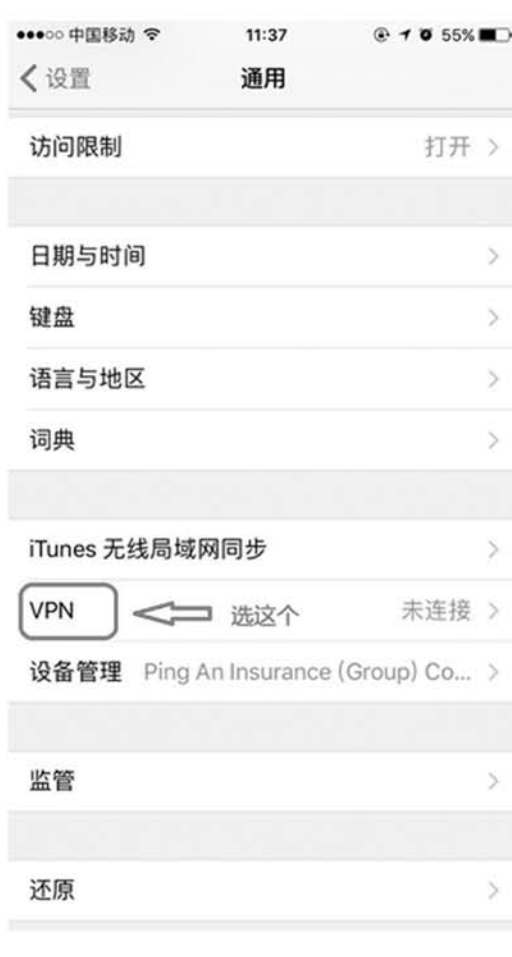 中国移动 11:37 55%
设置 通用
访问限制 打开
日期与时间
键盘
语言与地区
词典
iTunes 无线局域网同步
VPN 选这个 未连接
设备管理 Ping An Insurance (Group) Co...
监管
还原